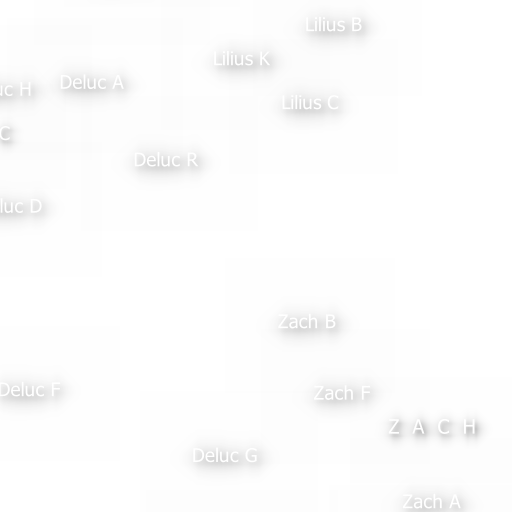 Lilius B
Lilius K
Deluc A
uc H
Lilius C
C
Deluc R
luc D
Zach B
Deluc F
Zach F
Z A C H
Deluc G
Zach A